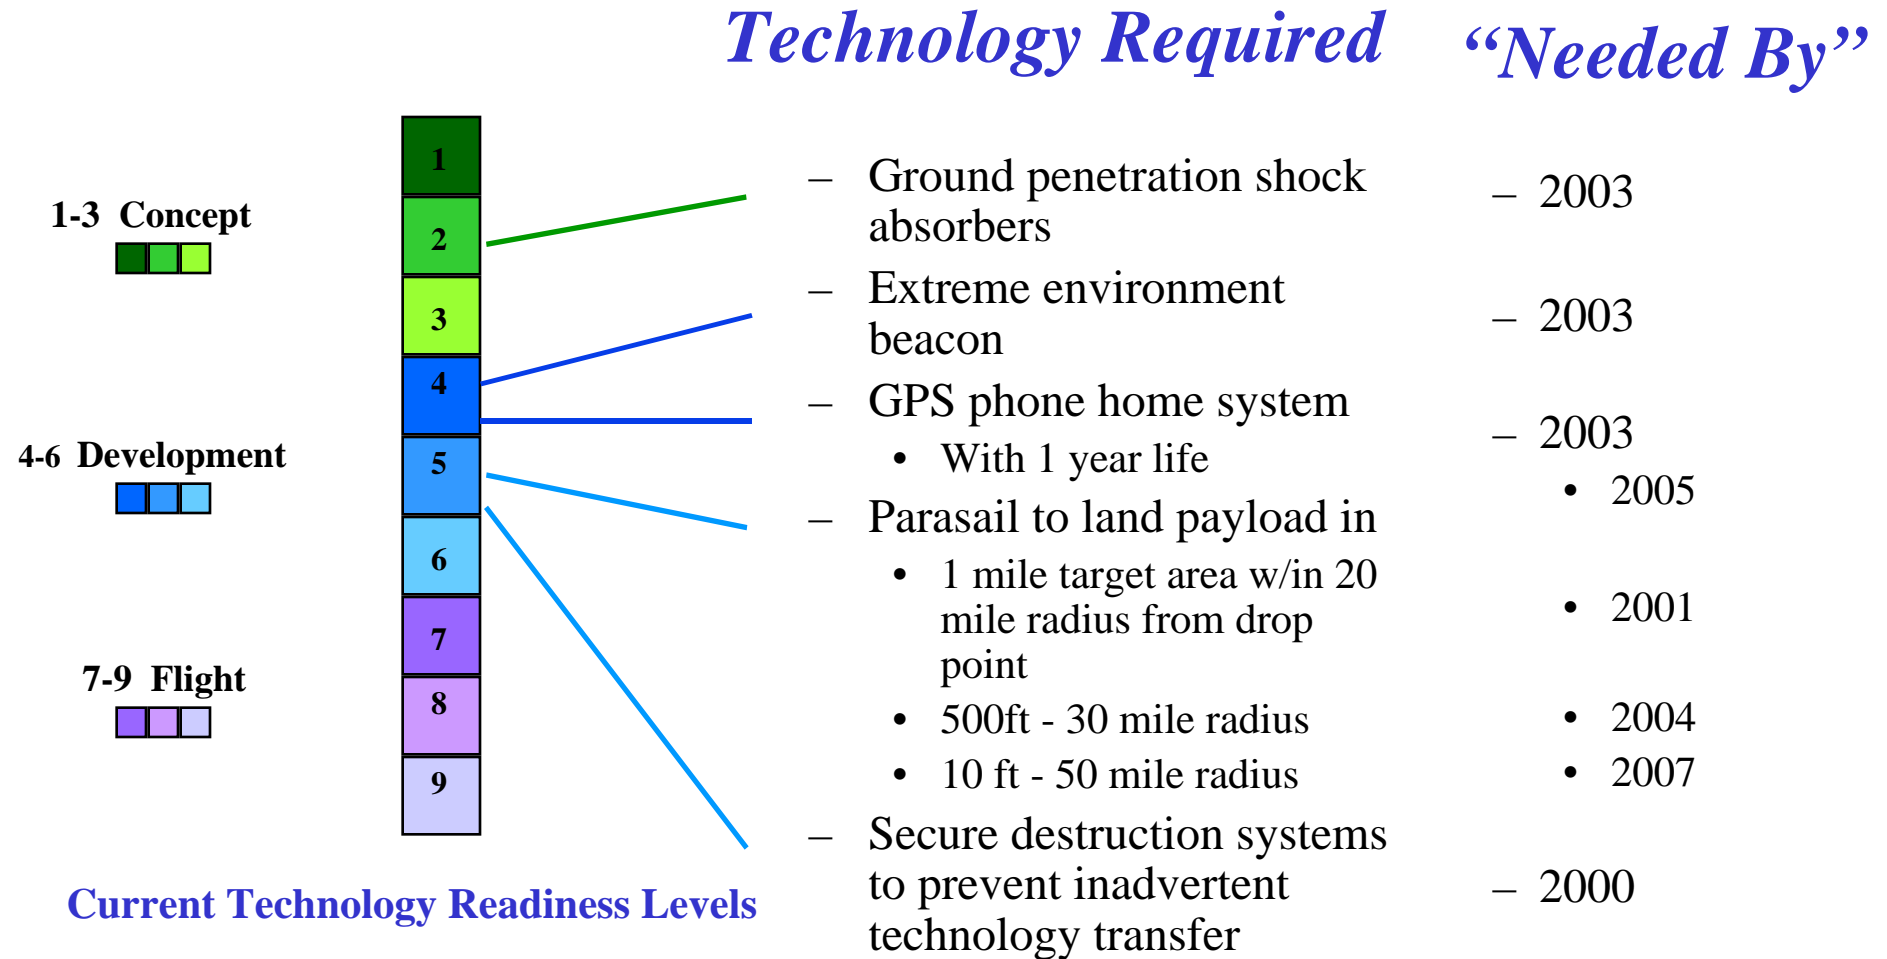 Technology Required
“Needed By”
1-3 Concept
4-6 Development
7-9 Flight
1
2
3
4
5
6
7
8
9
Current Technology Readiness Levels
– Ground penetration shock
absorbers
– Extreme environment
beacon
– GPS phone home system
• With 1 year life
– Parasail to land payload in
• 1 mile target area w/in 20
mile radius from drop
point
• 500ft - 30 mile radius
• 10 ft - 50 mile radius
– Secure destruction systems
to prevent inadvertent
technology transfer
– 2003
– 2003
– 2003
• 2005
• 2001
• 2004
• 2007
– 2000